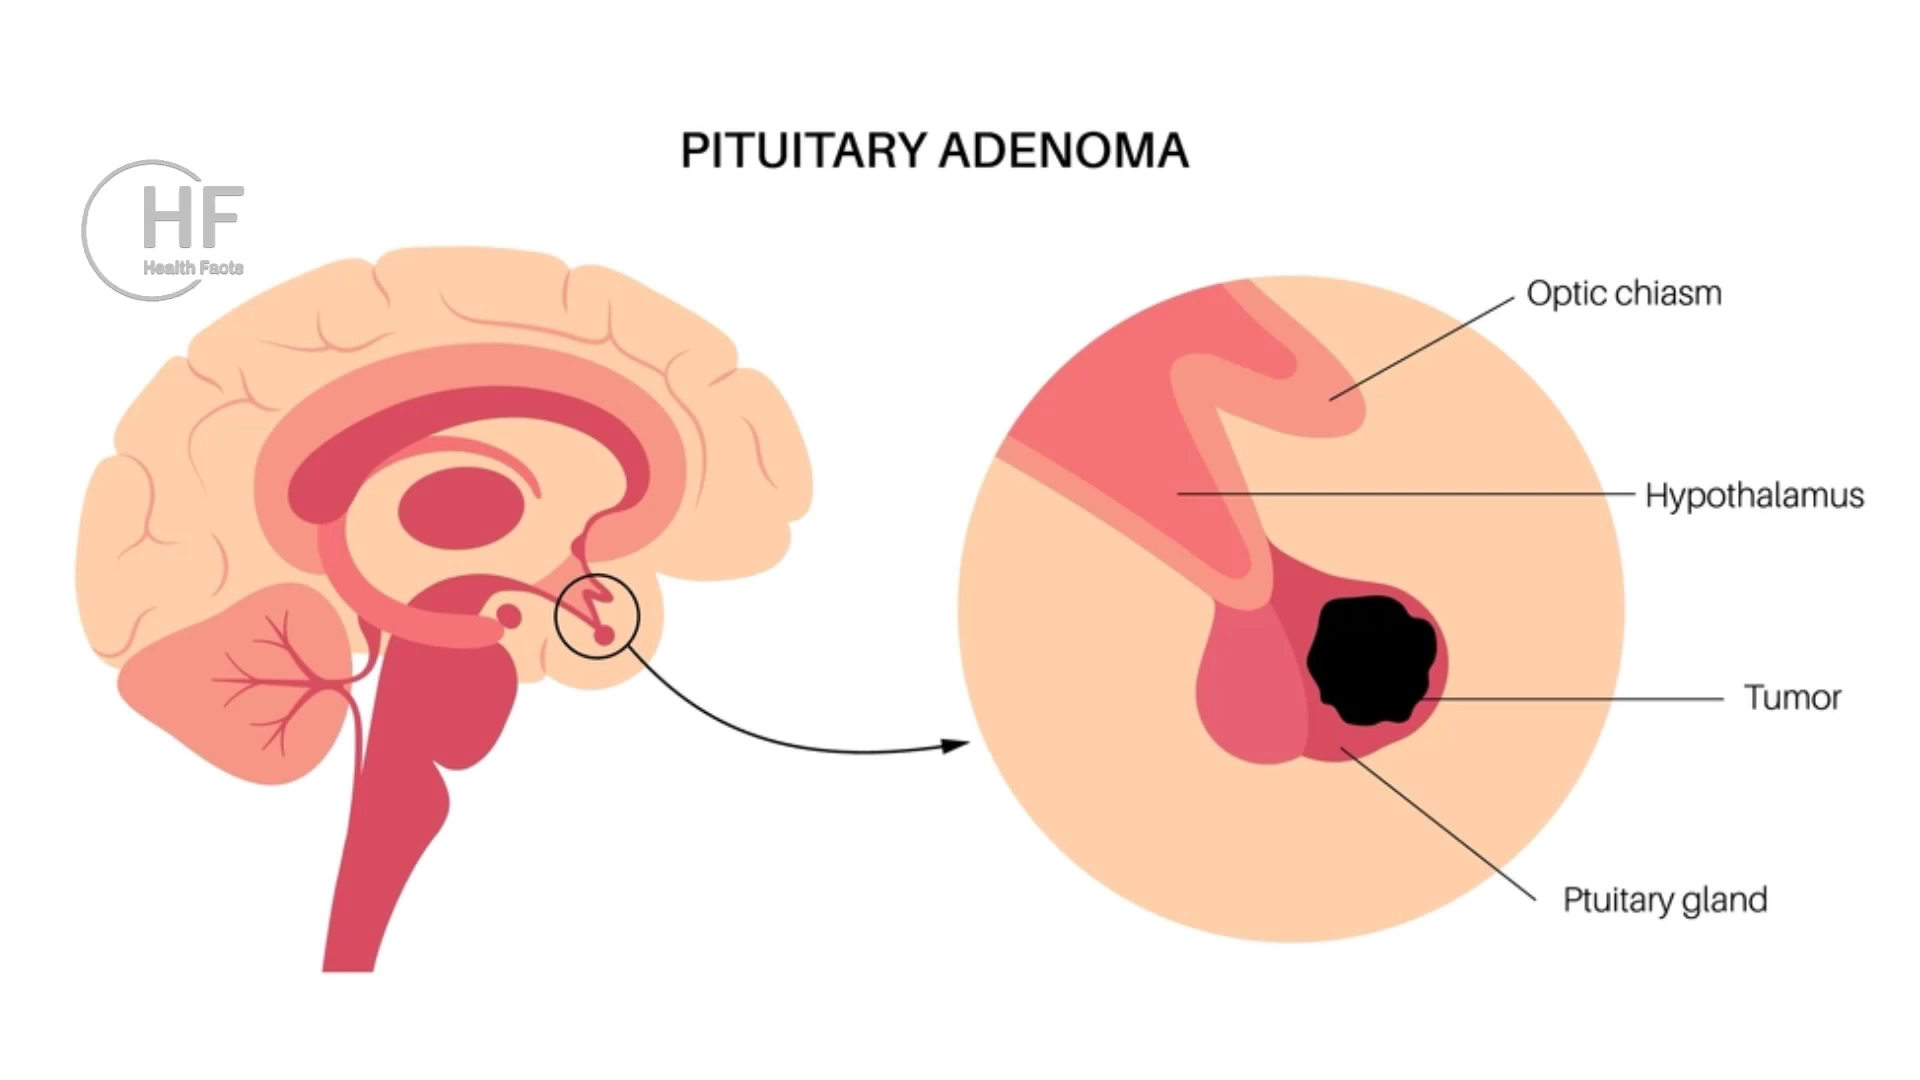 PITUITARY ADENOMA
HF
Health Facts
Optic chiasm
Hypothalamus
Tumor
Ptuitary gland